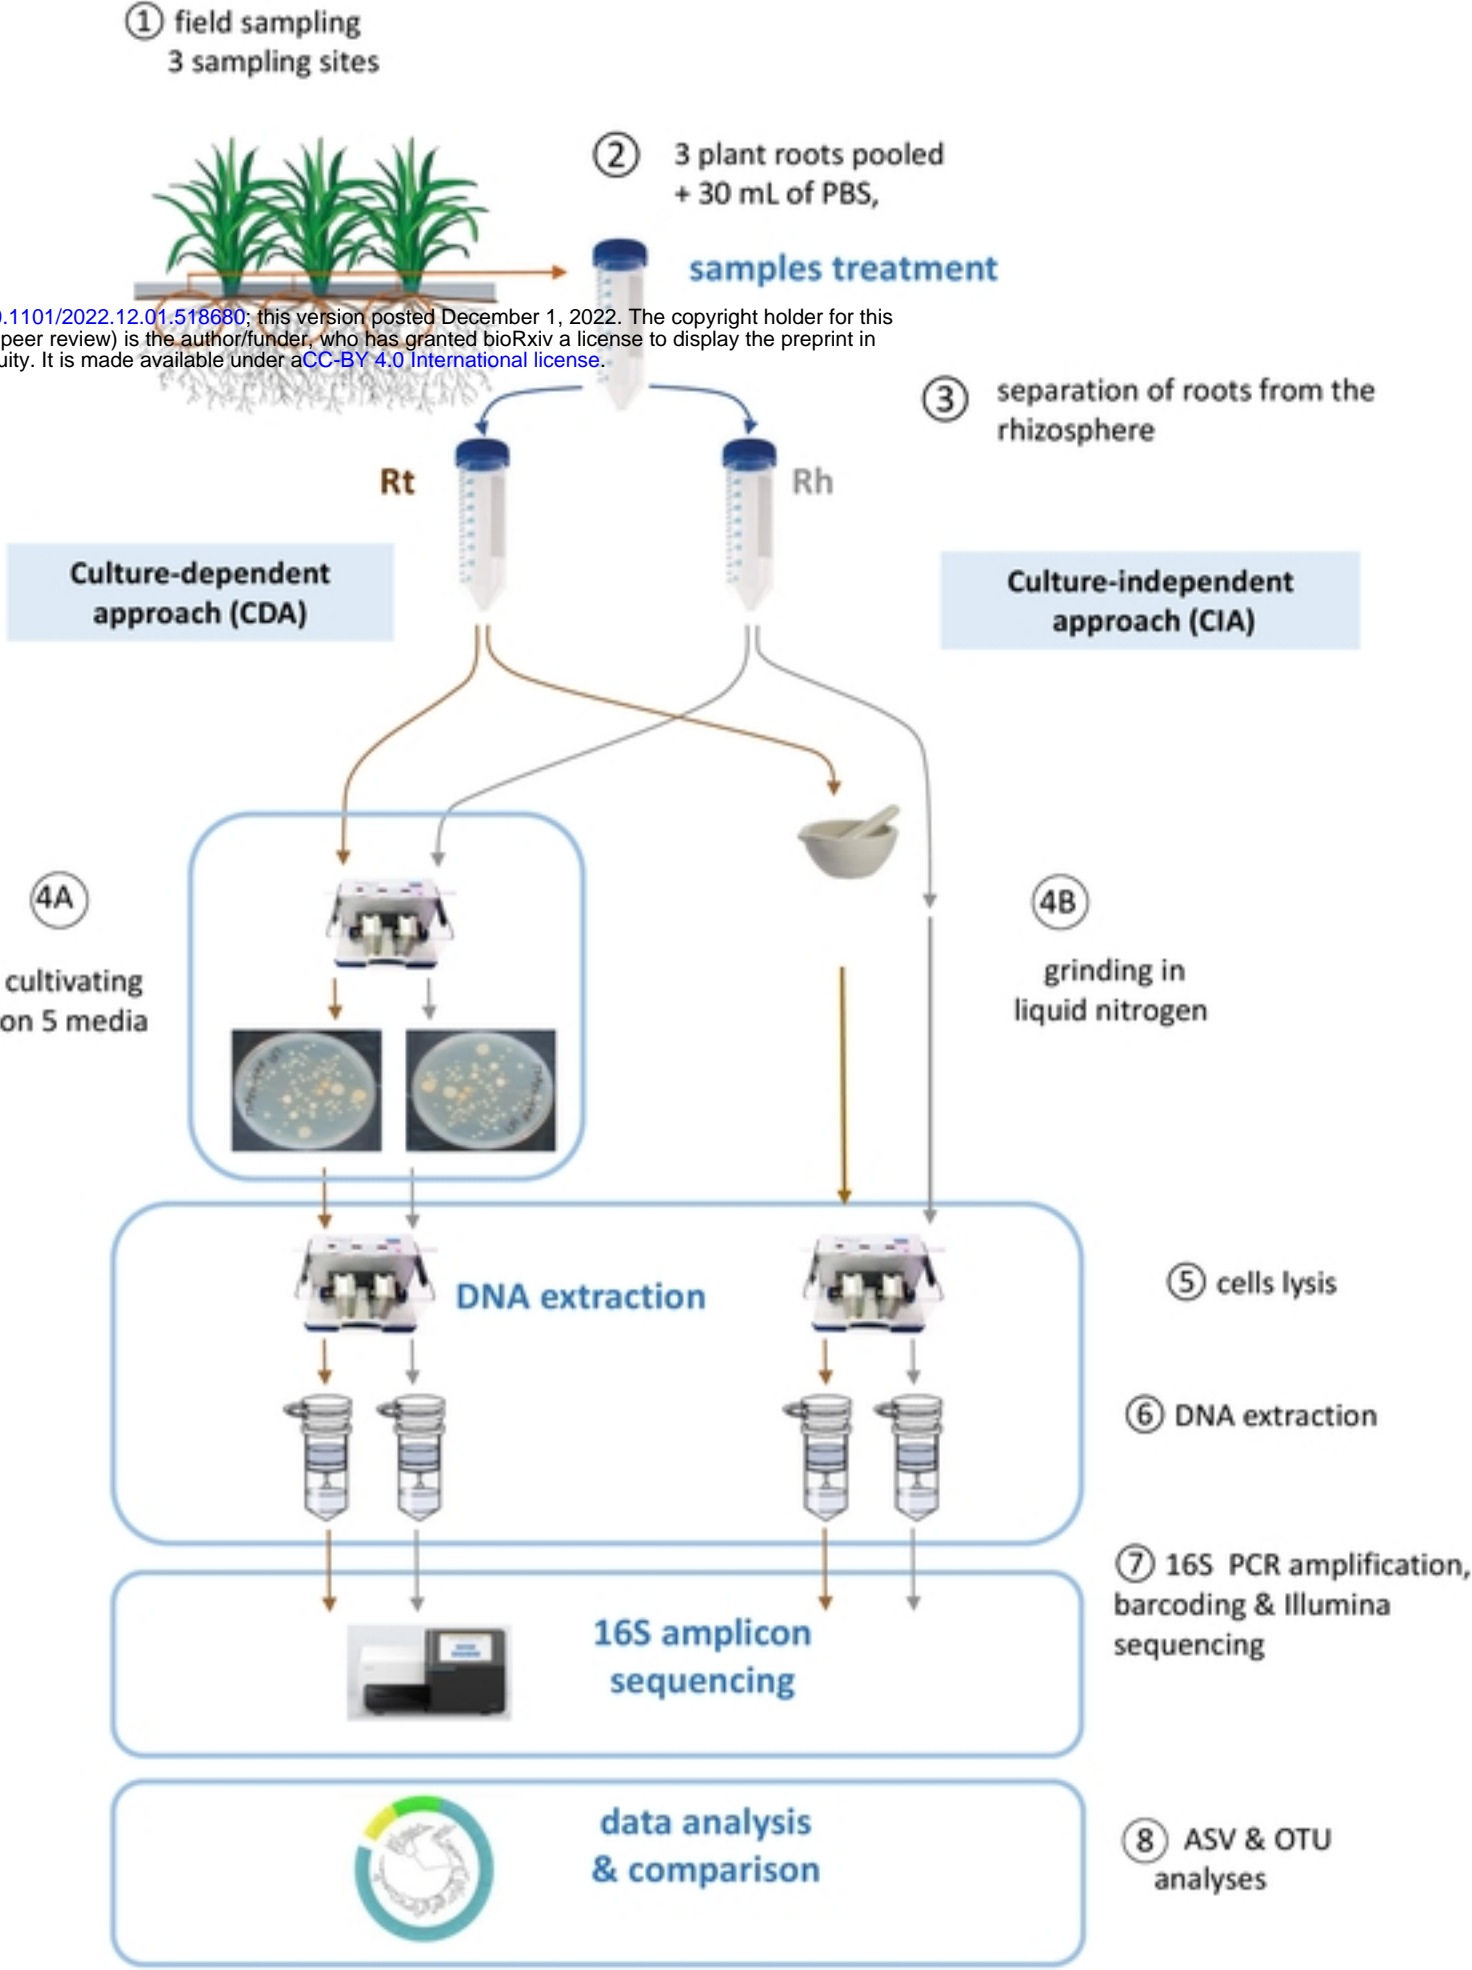 ① field sampling
3 sampling sites
② 3 plant roots pooled
+ 30 mL of PBS,
samples treatment
0.1101/2022.12.01.518680; this version posted December 1, 2022. The copyright holder for this
peer review) is the author/funder, who has granted bioRxiv a license to display the preprint in
uity. It is made available under aCC-BY 4.0 International license.
③ separation of roots from the
rhizosphere
Rt
Rh
Culture-dependent
approach (CDA)
Culture-independent
approach (CIA)
4A
cultivating
on 5 media
4B
grinding in
liquid nitrogen
DNA extraction
⑤ cells lysis
⑥ DNA extraction
⑦ 16S PCR amplification,
barcoding & Illumina
sequencing
16S amplicon
sequencing
data analysis
& comparison
⑧ ASV & OTU
analyses